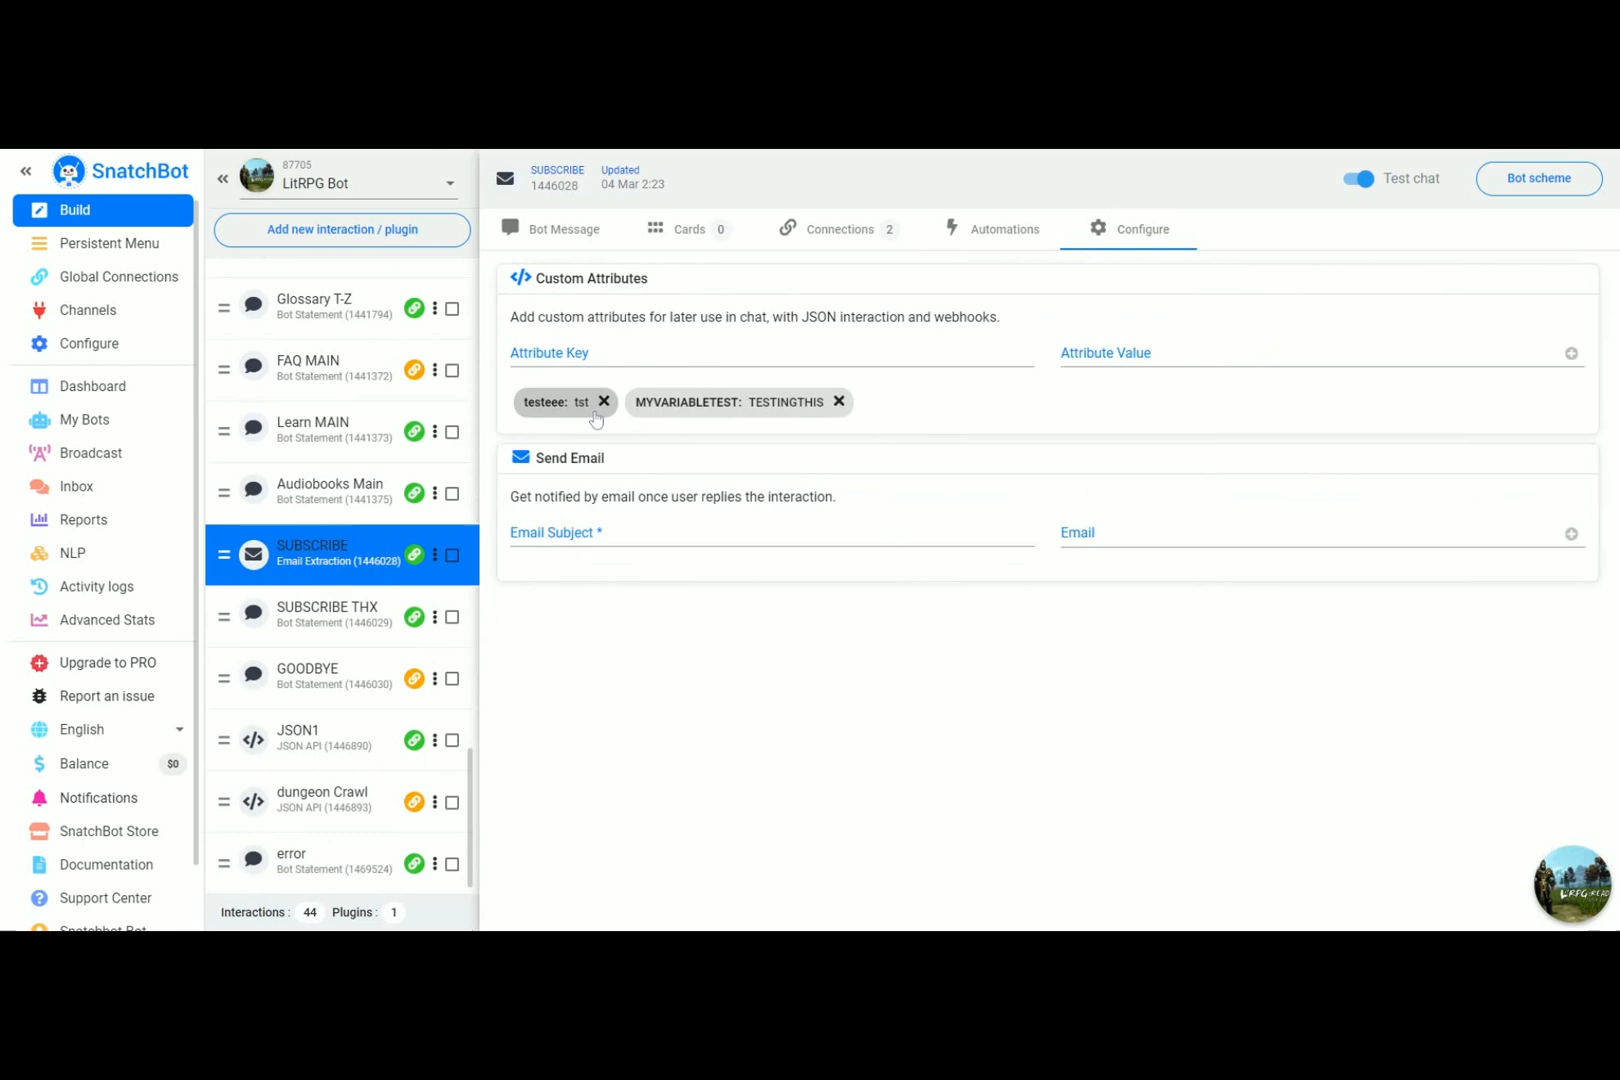 SnatchBot
Build
Persistent Menu
Global Connections
Channels
Configure
Dashboard
My Bots
Broadcast
Inbox
Reports
NLP
Activity logs
Advanced Stats
Upgrade to PRO
Report an issue
English
Balance $0
Notifications
SnatchBot Store
Documentation
Support Center
Snatchbot Bot
87705
LitRPG Bot
Add new interaction / plugin
Glossary T-Z
Bot Statement (1441794)
FAQ MAIN
Bot Statement (1441372)
Learn MAIN
Bot Statement (1441373)
Audiobooks Main
Bot Statement (1441375)
SUBSCRIBE
Email Extraction (1446028)
SUBSCRIBE THX
Bot Statement (1446029)
GOODBYE
Bot Statement (1446030)
JSON1
JSON API (1446890)
dungeon Crawl
JSON API (1446893)
error
Bot Statement (1469524)
Interactions : 44 Plugins : 1
SUBSCRIBE Updated
1446028 04 Mar 2:23
Test chat
Bot scheme
Bot Message Cards 0 Connections 2 Automations Configure
Custom Attributes
Add custom attributes for later use in chat, with JSON interaction and webhooks.
Attribute Key Attribute Value
testeee: tst MYVARIABLETEST: TESTINGTHIS
Send Email
Get notified by email once user replies the interaction.
Email Subject * Email